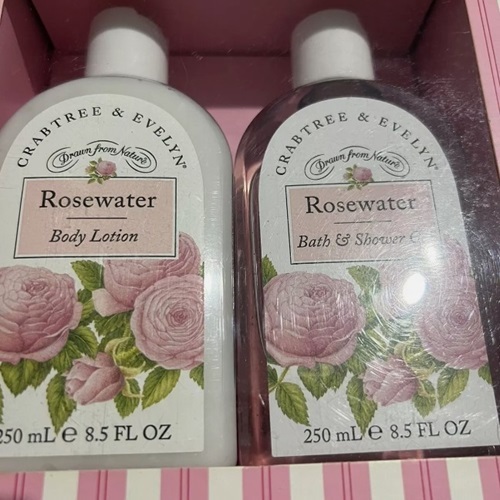 CRABTREE & EVELYN®
Drawn from Nature
Rosewater
Body Lotion
250 mL e 8.5 FL OZ
CRABTREE & EVELYN
Drawn from Nature
Rosewater
Bath & Shower
250 mL e 8.5 FL OZ